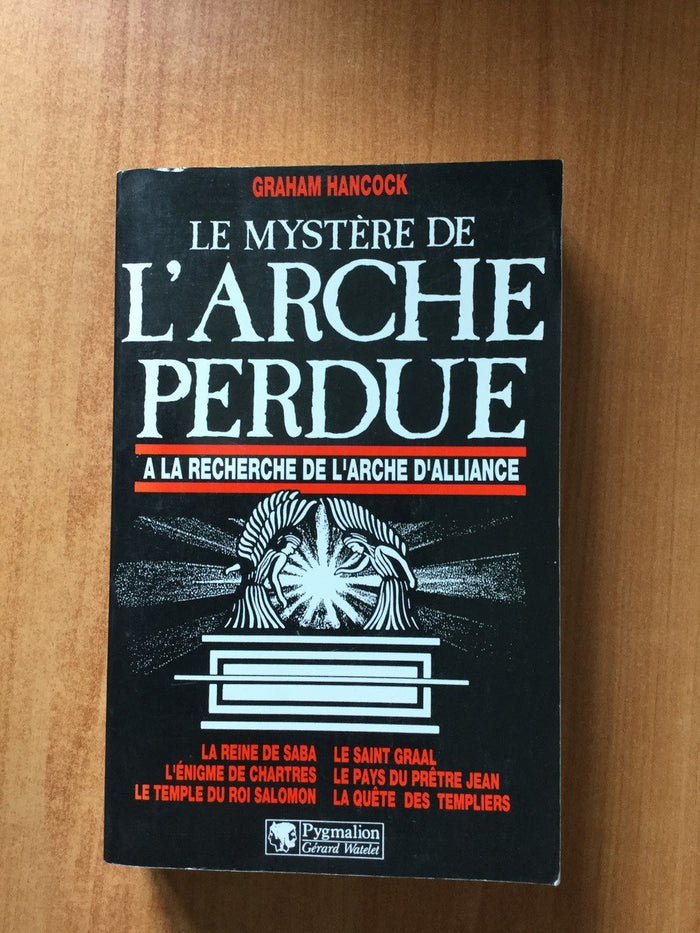 GRAHAM HANCOCK
LE MYSTÈRE DE
L'ARCHE
PERDUE
A LA RECHERCHE DE L'ARCHE D'ALLIANCE
LA REINE DE SABA LE SAINT GRAAL
L'ÉNIGME DE CHARTRES LE PAYS DU PRÊTRE JEAN
LE TEMPLE DU ROI SALOMON LA QUÊTE DES TEMPLIERS
Pygmalion
Gérard Watelet